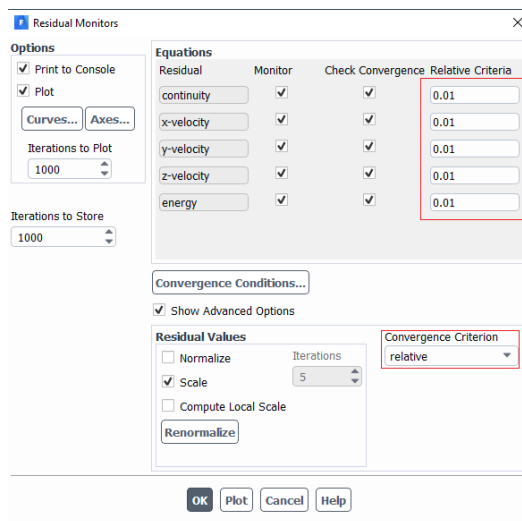 Residual Monitors
Options
Print to Console
Plot
Curves... Axes...
Iterations to Plot
1000
Iterations to Store
1000
Equations
Residual Monitor Check Convergence Relative Criteria
continuity 0.01
x-velocity 0.01
y-velocity 0.01
z-velocity 0.01
energy 0.01
Convergence Conditions...
Show Advanced Options
Residual Values
Normalize Iterations
Scale 5
Compute Local Scale
Renormalize
Convergence Criterion
relative
OK Plot Cancel Help